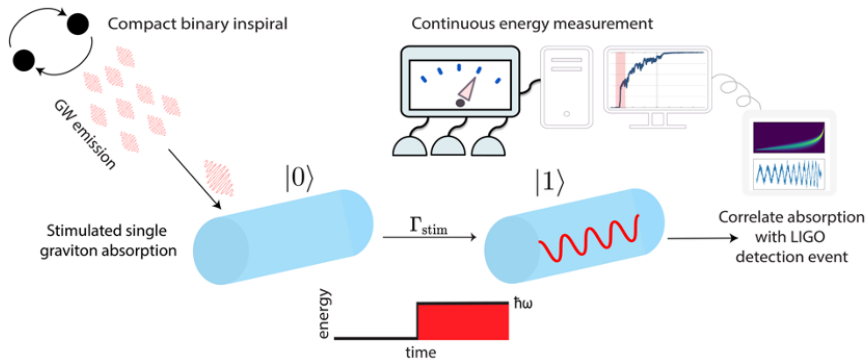 Compact binary inspiral
Continuous energy measurement
GW emission
|0⟩
|1⟩
Stimulated single
graviton absorption
Γstim
Correlate absorption
with LIGO
detection event
energy
ħω
time